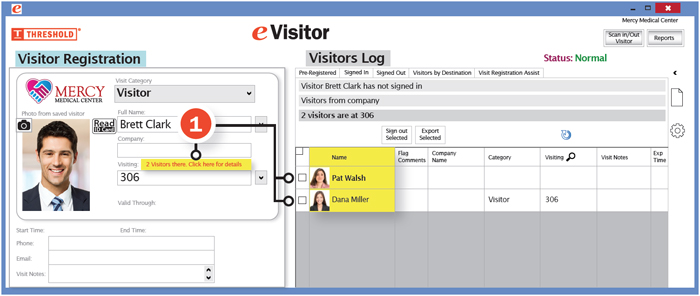 e
Mercy Medical Center
THRESHOLD
eVisitor
Scan in/Out Visitor
Reports
Visitor Registration
Visitors Log
Status: Normal
MERCY
MEDICAL CENTER
Visit Category
Visitor
Photo from saved visitor
Read
ID Card
Full Name:
Brett Clark
1
Company:
Visiting:
2 Visitors there. Click here for details
306
Valid Through:
Start Time:
End Time:
Phone:
Email:
Visit Notes:
Pre-Registered
Signed In
Signed Out
Visitors by Destination
Visit Registration Assist
Visitor Brett Clark has not signed in
Visitors from company
2 visitors are at 306
Sign out Selected
Export Selected
Name
Flag Comments
Company Name
Category
Visiting
Visit Notes
Exp Time
Pat Walsh
Dana Miller
Visitor
306